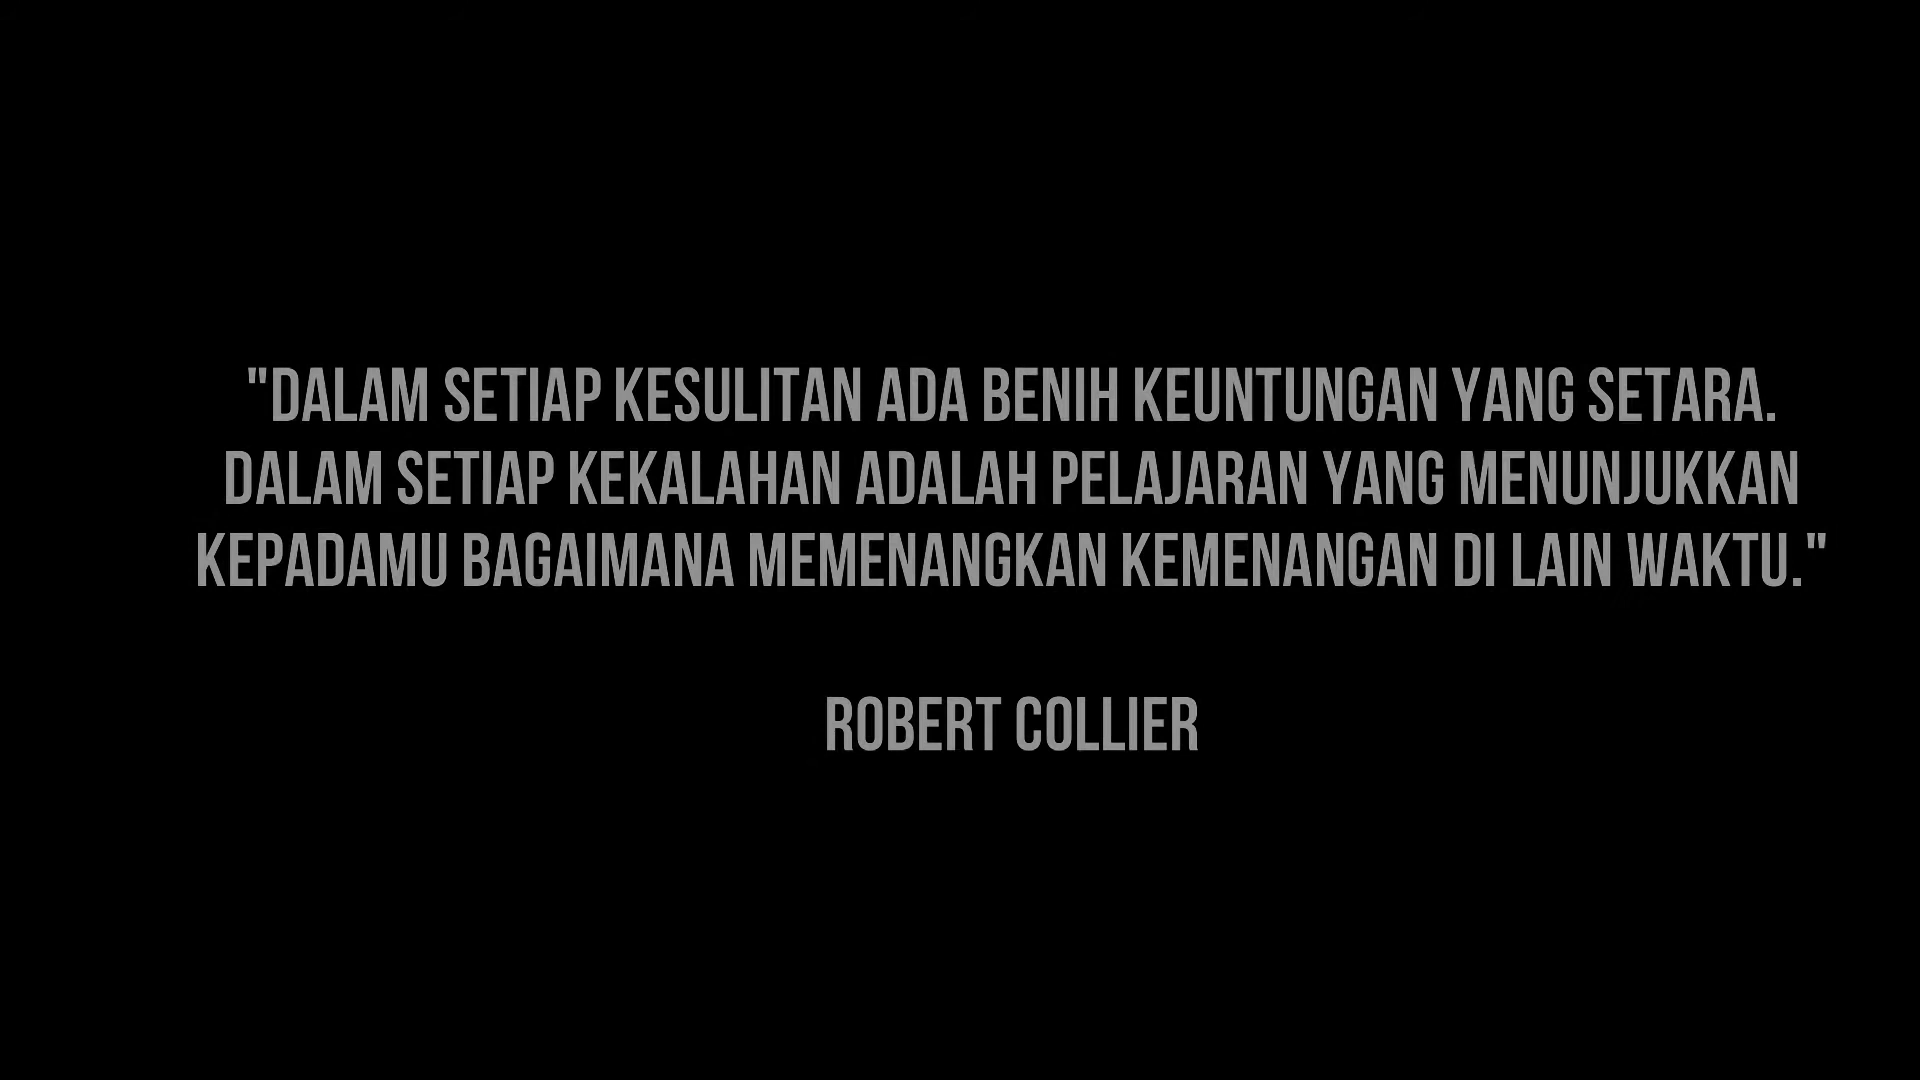 "DALAM SETIAP KESULITAN ADA BENIH KEUNTUNGAN YANG SETARA.
DALAM SETIAP KEKALAHAN ADALAH PELAJARAN YANG MENUNJUKKAN
KEPADAMU BAGAIMANA MEMENANGKAN KEMENANGAN DI LAIN WAKTU."
ROBERT COLLIER